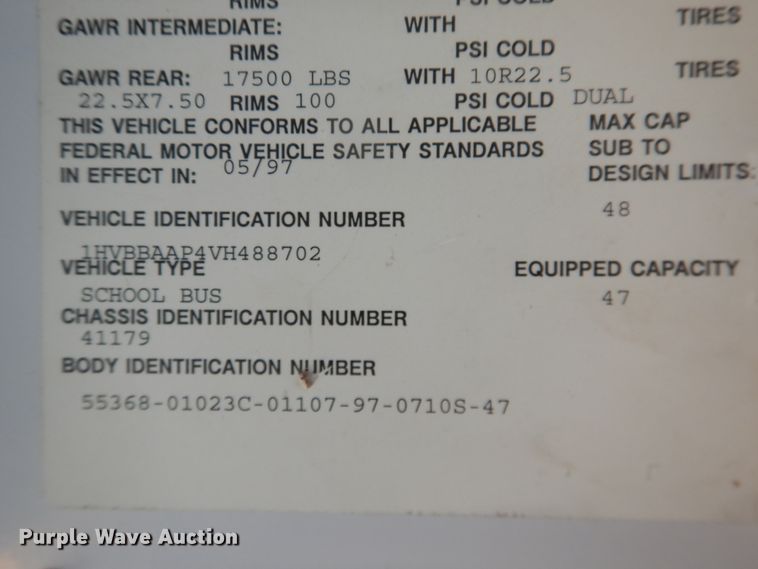 RIMS PSI COLD
GAWR INTERMEDIATE: WITH TIRES
RIMS PSI COLD
GAWR REAR: 17500 LBS WITH 10R22.5 TIRES
22.5X7.50 RIMS 100 PSI COLD DUAL
THIS VEHICLE CONFORMS TO ALL APPLICABLE MAX CAP
FEDERAL MOTOR VEHICLE SAFETY STANDARDS SUB TO
IN EFFECT IN: 05/97 DESIGN LIMITS:
48
VEHICLE IDENTIFICATION NUMBER
1HVBBAAP4VH488702
VEHICLE TYPE EQUIPPED CAPACITY
SCHOOL BUS 47
CHASSIS IDENTIFICATION NUMBER
41179
BODY IDENTIFICATION NUMBER
55368-01023C-01107-97-0710S-47
Purple Wave Auction